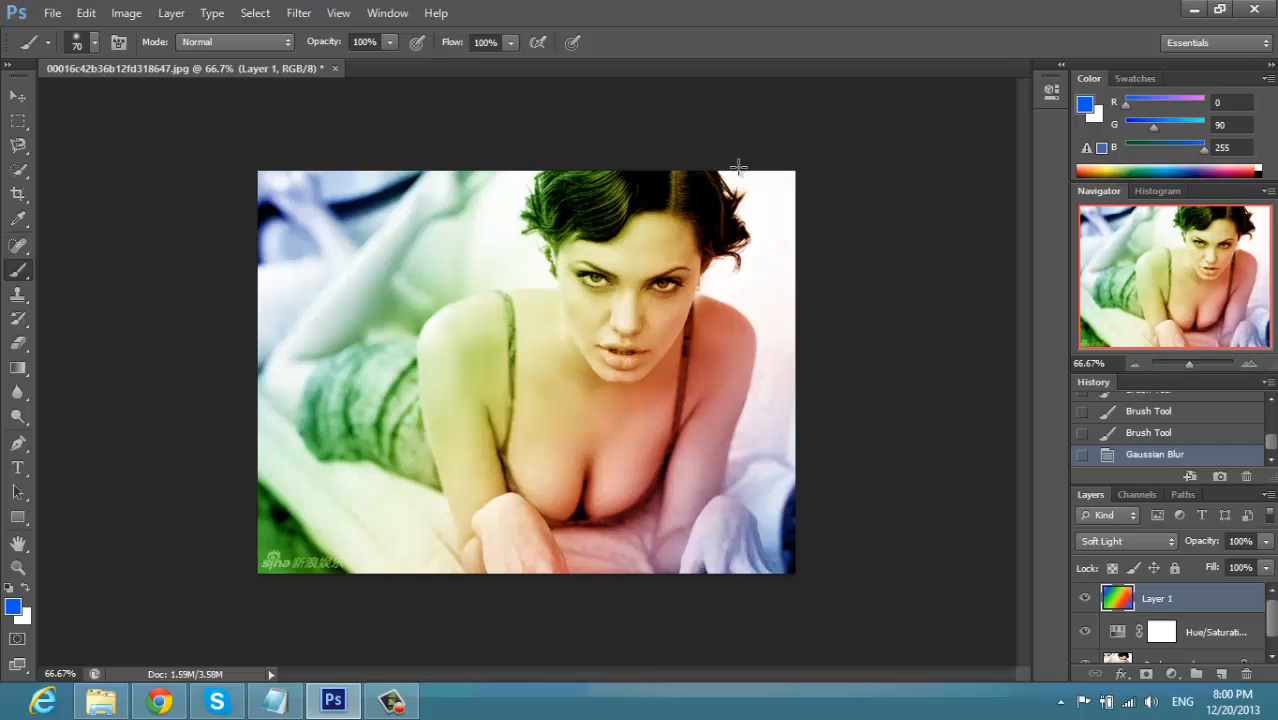 Ps File Edit Image Layer Type Select Filter View Window Help
70 Mode: Normal Opacity: 100% Flow: 100% Essentials
00016c42b36b12fd318647.jpg @ 66.7% (Layer 1, RGB/8) * ×
Color Swatches
R 0
G 90
B 255
Navigator Histogram
66.67%
History
Brush Tool
Brush Tool
Gaussian Blur
Layers Channels Paths
Kind
Soft Light Opacity: 100%
Lock: Fill: 100%
Layer 1
Hue/Saturati...
sina 新浪娱乐
66.67% Doc: 1.59M/3.58M
Ps ENG 8:00 PM
12/20/2013